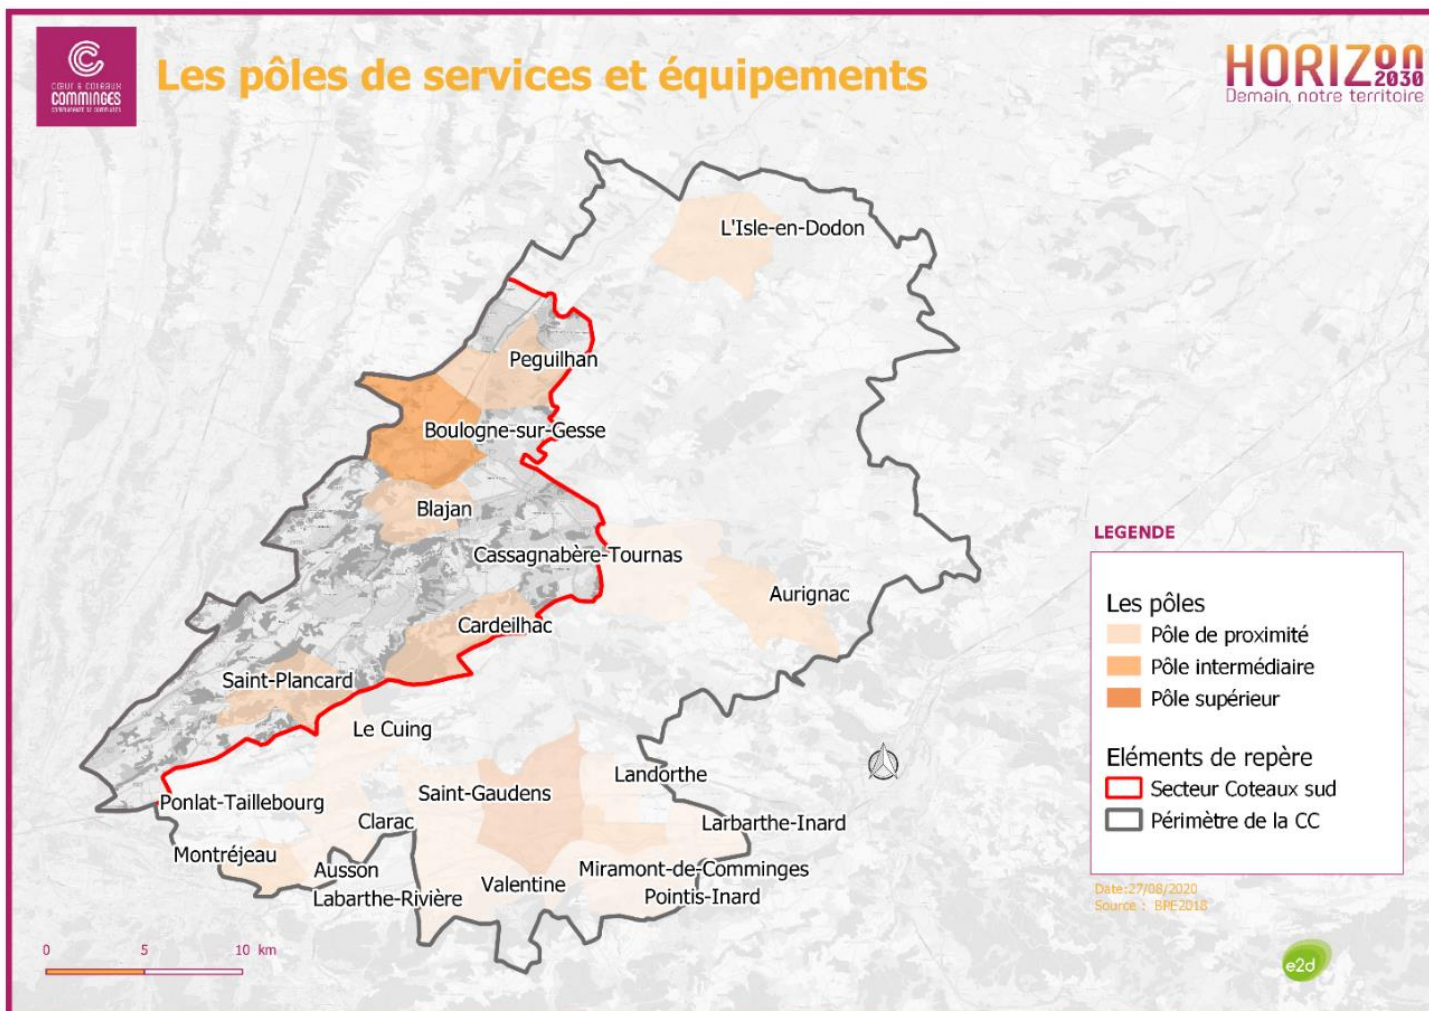 CŒUR & COTEAUX
COMMINGES
COMMUNAUTÉ DE COMMUNES
Les pôles de services et équipements
HORIZON
2030
Demain, notre territoire
L'Isle-en-Dodon
Peguilhan
Boulogne-sur-Gesse
Blajan
Cassagnabère-Tournas
Aurignac
Cardeilhac
Saint-Plancard
Le Cuing
Landorthe
Saint-Gaudens
Ponlat-Taillebourg
Clarac
Larbarthe-Inard
Montréjeau
Ausson
Miramont-de-Comminges
Labarthe-Rivière
Valentine
Pointis-Inard
LEGENDE
Les pôles
Pôle de proximité
Pôle intermédiaire
Pôle supérieur
Eléments de repère
Secteur Coteaux sud
Périmètre de la CC
Date:27/08/2020
Source : BPE2018
0 5 10 km
e2d